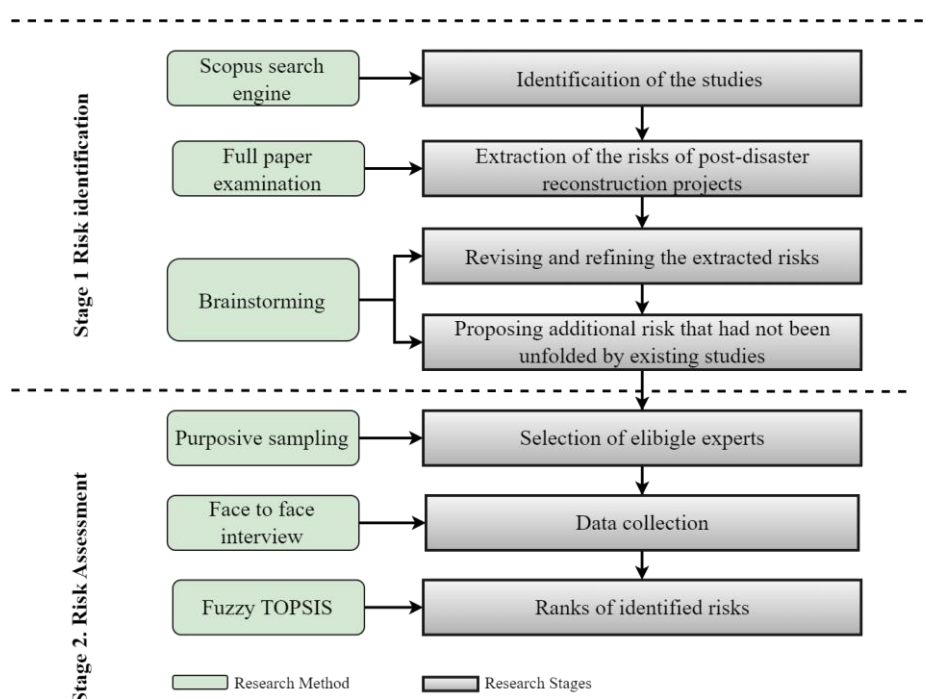 Stage 1 Risk identification
Scopus search
engine
Identificaition of the studies
Full paper
examination
Extraction of the risks of post-disaster
reconstruction projects
Brainstorming
Revising and refining the extracted risks
Proposing additional risk that had not been
unfolded by existing studies
Stage 2. Risk Assessment
Purposive sampling
Selection of elibigle experts
Face to face
interview
Data collection
Fuzzy TOPSIS
Ranks of identified risks
Research Method
Research Stages